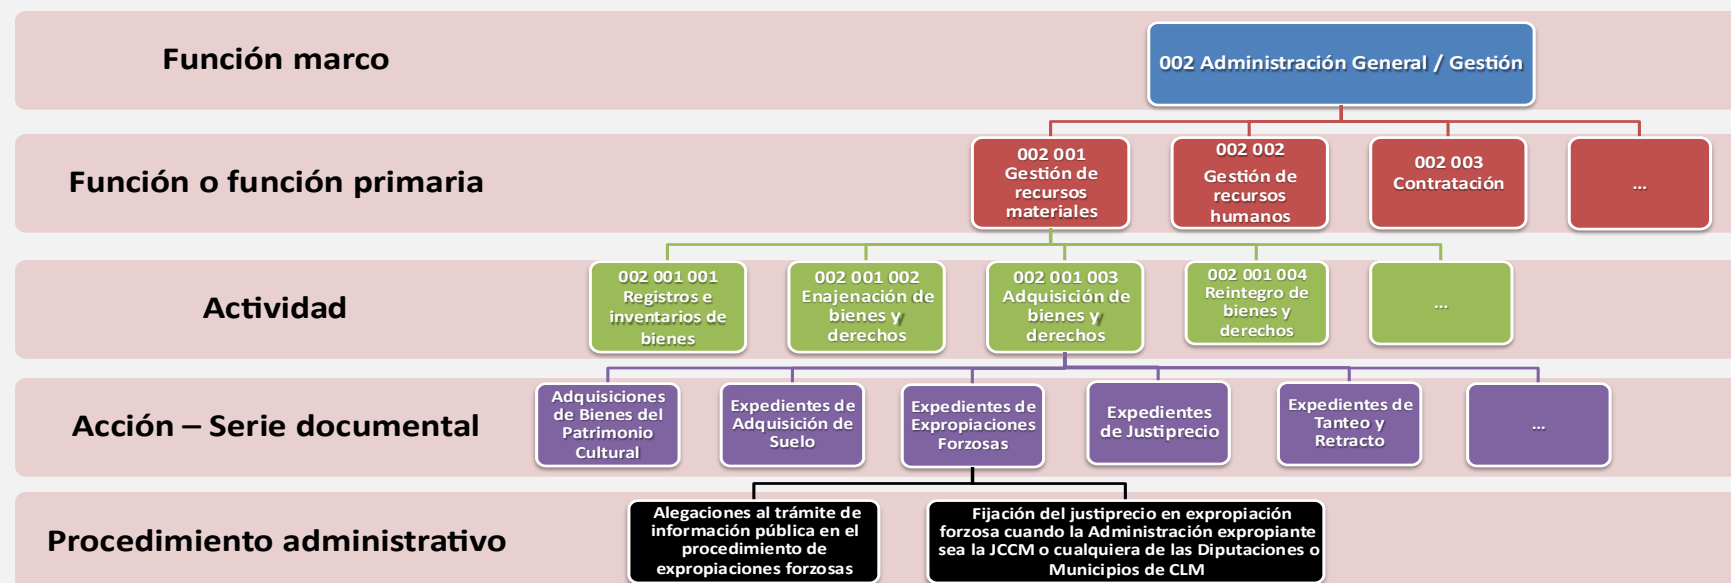 Función marco
002 Administración General / Gestión
Función o función primaria
002 001
Gestión de
recursos
materiales
002 002
Gestión de
recursos
humanos
002 003
Contratación
...
Actividad
002 001 001
Registros e
inventarios de
bienes
002 001 002
Enajenación de
bienes y
derechos
002 001 003
Adquisición de
bienes y
derechos
002 001 004
Reintegro de
bienes y
derechos
...
Acción – Serie documental
Adquisiciones
de Bienes del
Patrimonio
Cultural
Expedientes de
Adquisición de
Suelo
Expedientes de
Expropiaciones
Forzosas
Expedientes
de Justiprecio
Expedientes de
Tanteo y
Retracto
...
Procedimiento administrativo
Alegaciones al trámite de
información pública en el
procedimiento de
expropiaciones forzosas
Fijación del justiprecio en expropiación
forzosa cuando la Administración expropiante
sea la JCCM o cualquiera de las Diputaciones o
Municipios de CLM